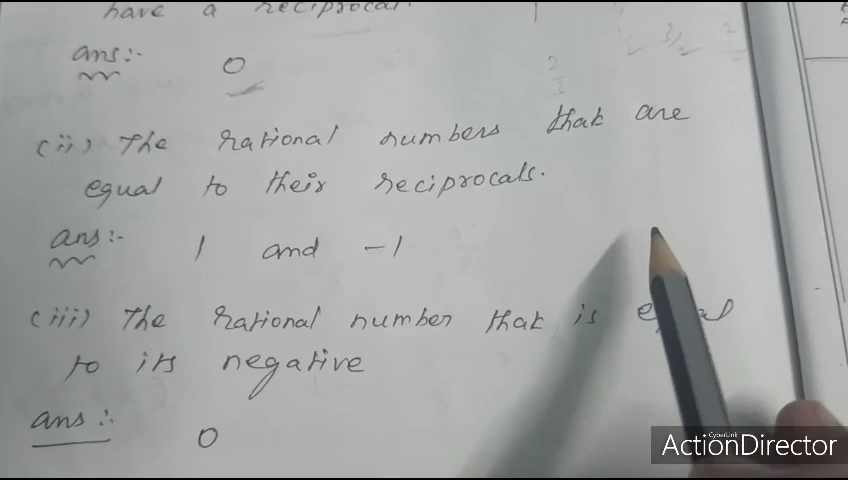 have a reciprocal.
ans:-
0
(ii) The rational numbers that are
equal to their reciprocals.
ans:-
1 and -1
(iii) The rational number that is equal
to its negative
ans:-
0
CyberLink
ActionDirector